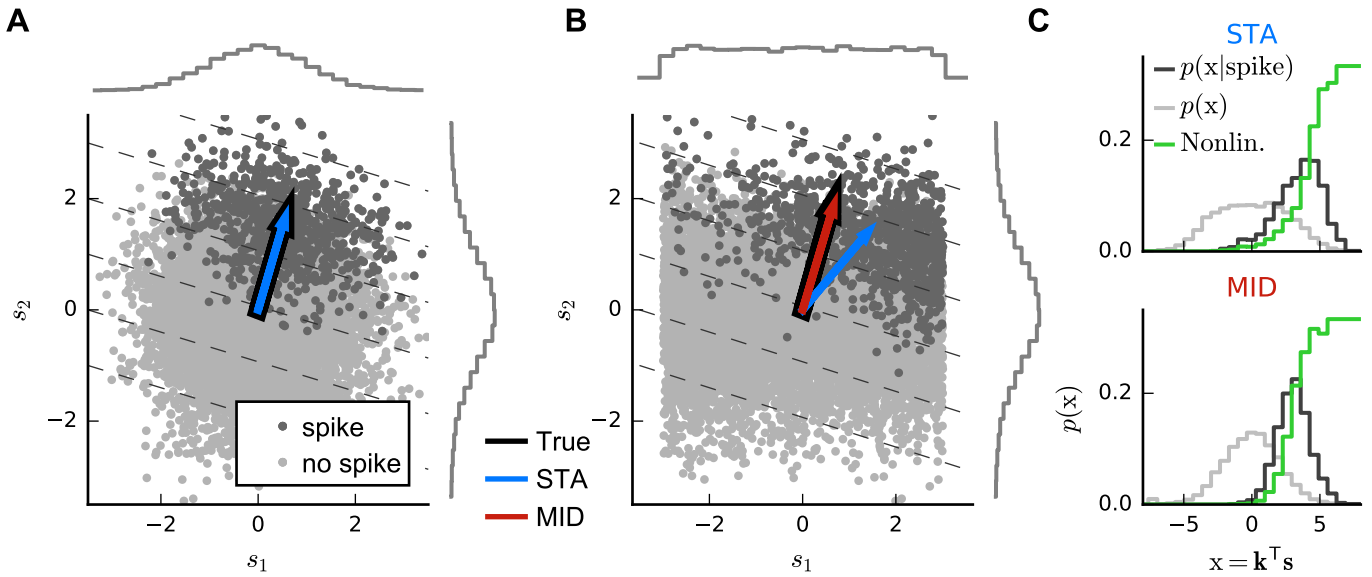 A
B
C
STA
p(x|spike)
p(x)
Nonlin.
0.2
0.0
MID
p(x)
0.2
0.0
−5 0 5
x = k⊤s
s₂
2
0
−2
−2 0 2
s₁
spike
no spike
True
STA
MID
s₂
2
0
−2
−2 0 2
s₁